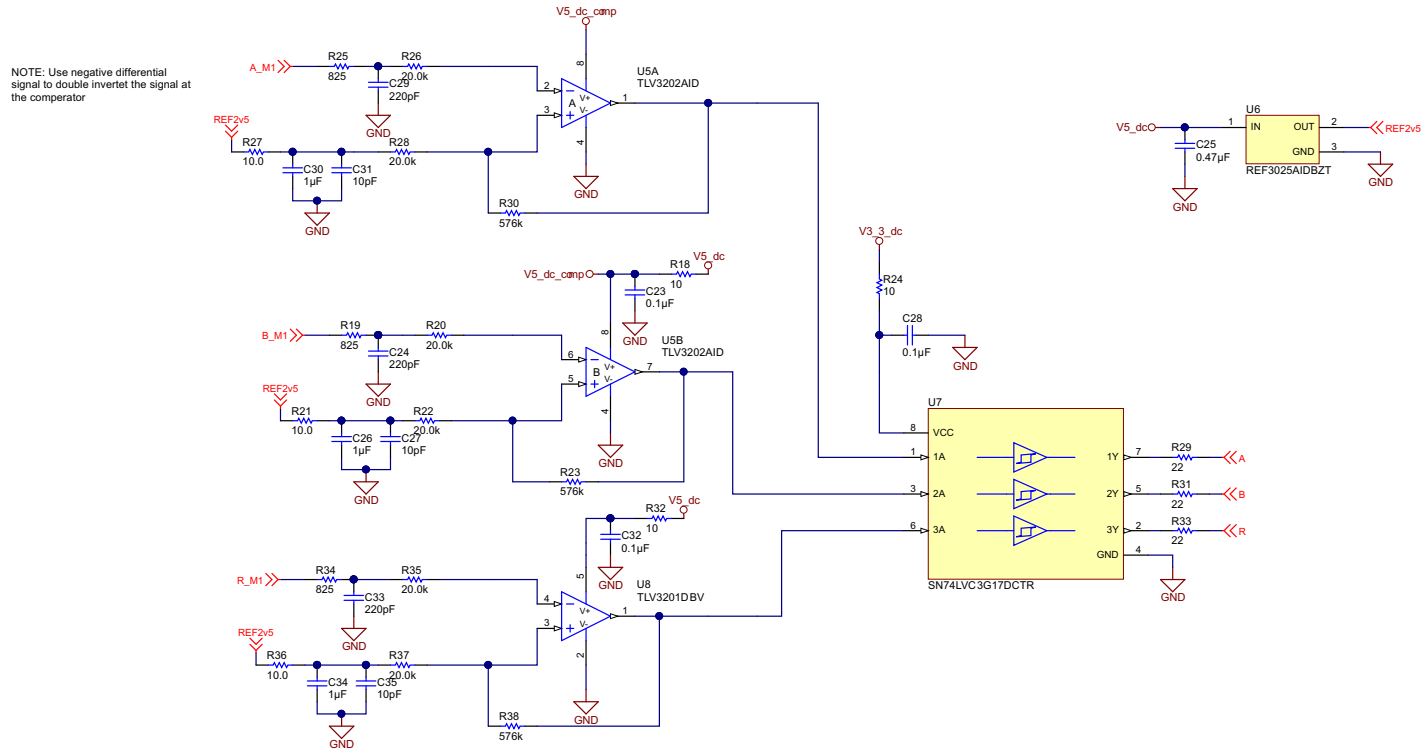 NOTE: Use negative differential
signal to double invertet the signal at
the comperator
V5_dc_comp
A_M1
R25
825
R26
20.0k
C29
220pF
GND
8
2
3
V+
A
V-
1
4
U5A
TLV3202AID
GND
REF2v5
R27
10.0
C30
1µF
C31
10pF
R28
20.0k
GND
R30
576k
V5_dc
1
U6
IN
OUT
GND
2
3
REF2v5
C25
0.47µF
REF3025AIDBZT
GND
GND
V5_dc_comp
C23
0.1µF
R18
10
V5_dc
GND
B_M1
R19
825
R20
20.0k
C24
220pF
GND
8
6
5
V+
B
V-
7
4
U5B
TLV3202AID
GND
REF2v5
R21
10.0
C26
1µF
C27
10pF
R22
20.0k
GND
R23
576k
V3_3_dc
R24
10
C28
0.1µF
GND
U7
8
VCC
1
1A
1Y
7
R29
22
A
3
2A
2Y
5
R31
22
B
6
3A
3Y
2
R33
22
R
GND
4
SN74LVC3G17DCTR
GND
C32
0.1µF
R32
10
V5_dc
GND
R_M1
R34
825
R35
20.0k
C33
220pF
GND
5
4
3
V+
V-
1
2
U8
TLV3201DBV
GND
REF2v5
R36
10.0
C34
1µF
C35
10pF
R37
20.0k
GND
R38
576k